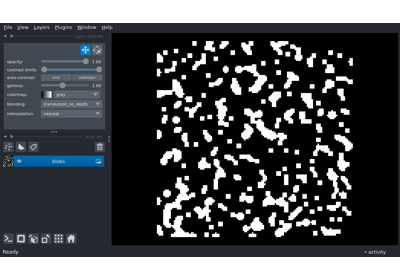 File View Layers Plugins Window Help
layer controls
opacity: 1.00
contrast limits:
auto-contrast: once continuous
gamma: 1.00
colormap: gray
blending: translucent_no_depth
interpolation: nearest
layer list
blobs
Ready
activity